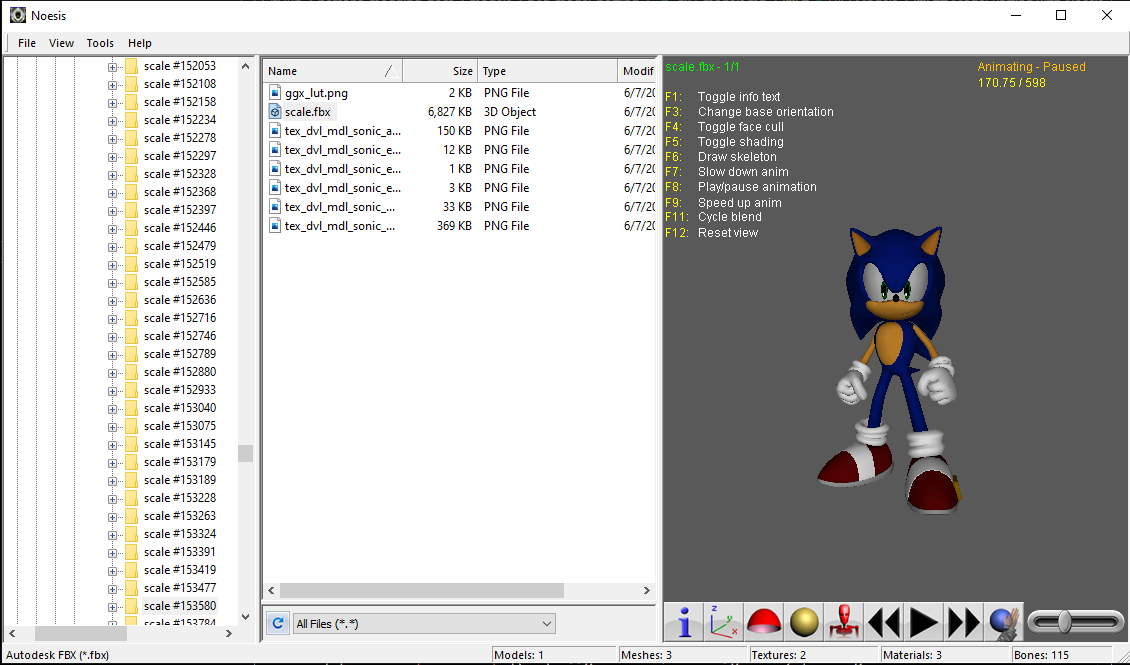 Noesis
File View Tools Help
scale #152053
scale #152108
scale #152158
scale #152234
scale #152278
scale #152297
scale #152328
scale #152368
scale #152397
scale #152446
scale #152479
scale #152519
scale #152585
scale #152636
scale #152716
scale #152746
scale #152789
scale #152880
scale #152933
scale #153040
scale #153075
scale #153145
scale #153179
scale #153189
scale #153228
scale #153263
scale #153324
scale #153391
scale #153419
scale #153477
scale #153580
scale #153784
Name Size Type Modif
ggx_lut.png 2 KB PNG File 6/7/20
scale.fbx 6,827 KB 3D Object 6/7/20
tex_dvl_mdl_sonic_a... 150 KB PNG File 6/7/20
tex_dvl_mdl_sonic_e... 12 KB PNG File 6/7/20
tex_dvl_mdl_sonic_e... 1 KB PNG File 6/7/20
tex_dvl_mdl_sonic_e... 3 KB PNG File 6/7/20
tex_dvl_mdl_sonic_... 33 KB PNG File 6/7/20
tex_dvl_mdl_sonic_... 369 KB PNG File 6/7/20
All Files (*.*)
scale.fbx - 1/1 Animating - Paused
170.75 / 598
F1: Toggle info text
F3: Change base orientation
F4: Toggle face cull
F5: Toggle shading
F6: Draw skeleton
F7: Slow down anim
F8: Play/pause animation
F9: Speed up anim
F11: Cycle blend
F12: Reset view
z
y
x
Autodesk FBX (*.fbx) Models: 1 Meshes: 3 Textures: 2 Materials: 3 Bones: 115